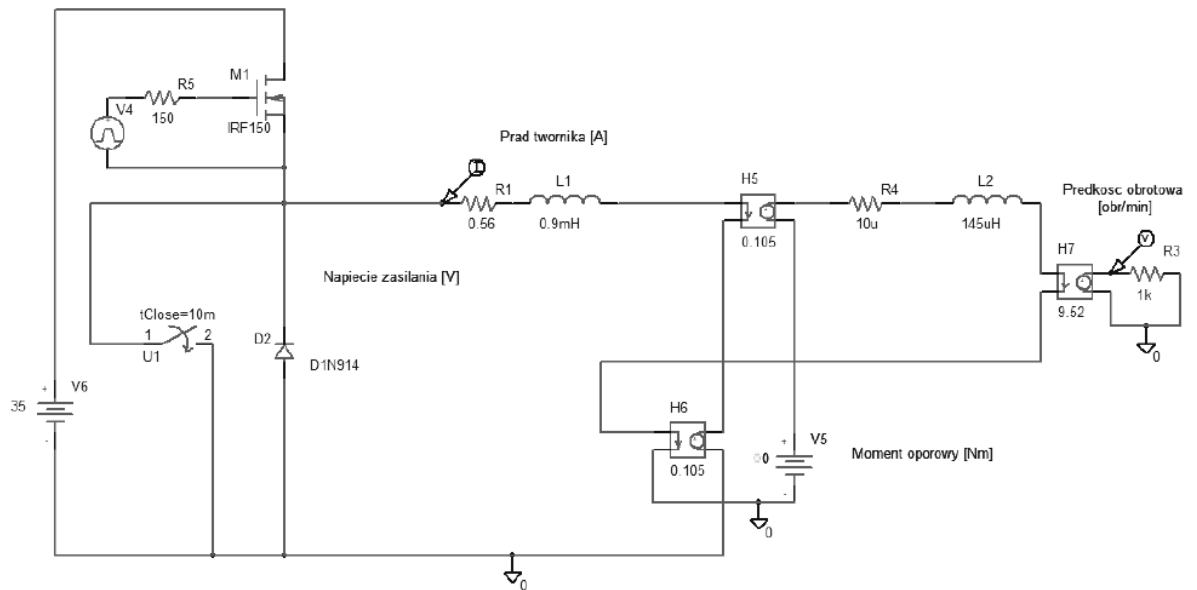 M1
R5
V4
150
IRF150
Prad twornika [A]
I
R1
L1
0.56
0.9mH
H5
0.105
R4
10u
L2
145uH
Predkosc obrotowa
[obr/min]
V
H7
9.52
R3
1k
0
Napiecie zasilania [V]
tClose=10m
1
2
U1
D2
D1N914
+
V6
35
-
H6
0.105
+
V5
-
Moment oporowy [Nm]
0
0